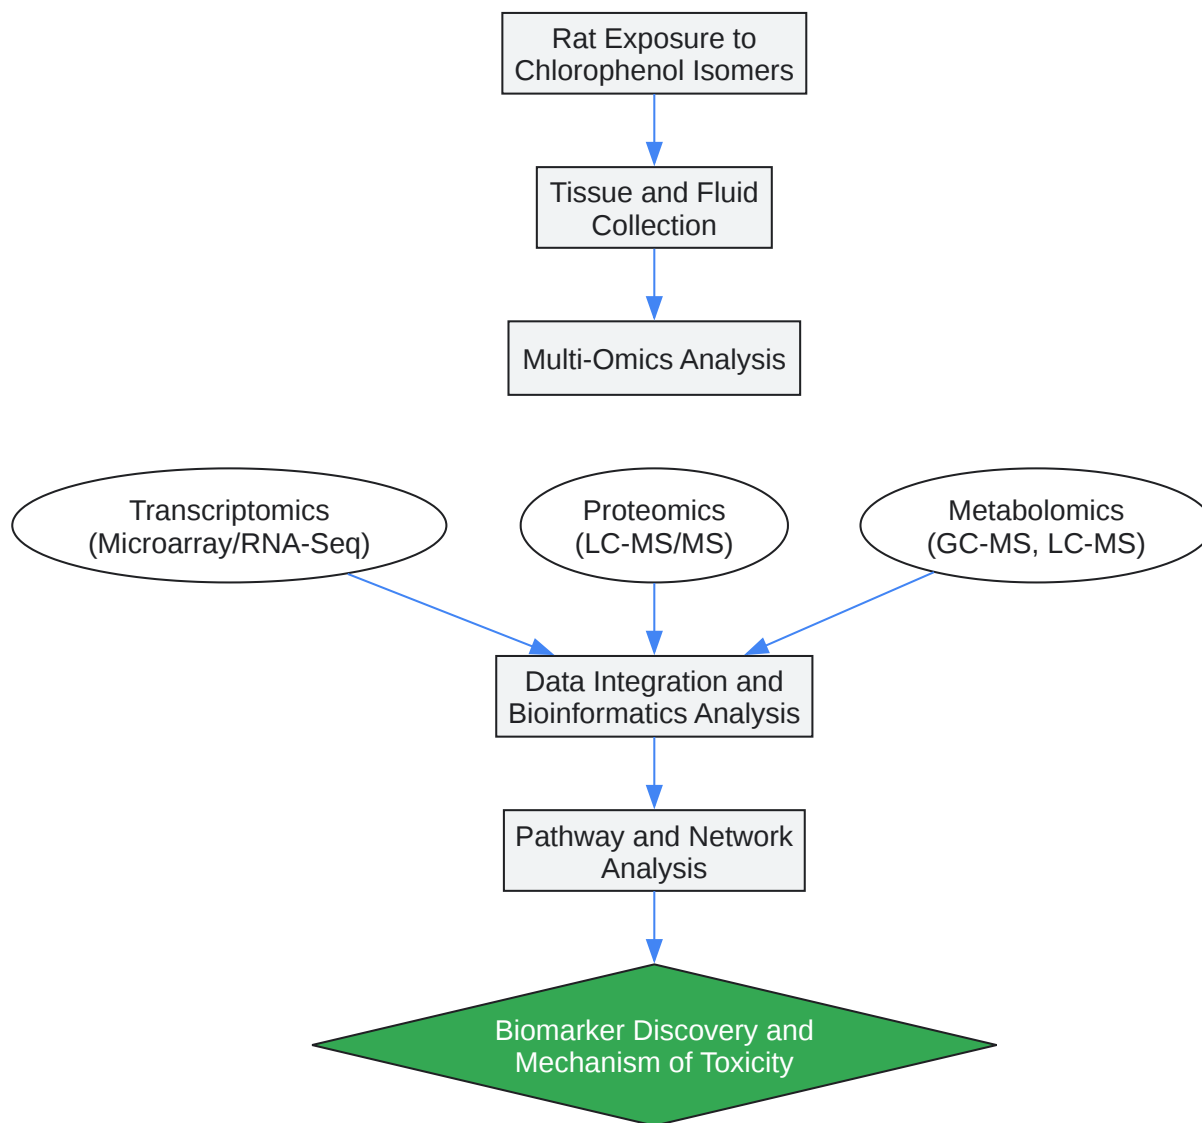 Rat Exposure to
Chlorophenol Isomers
Tissue and Fluid
Collection
Multi-Omics Analysis
Transcriptomics
(Microarray/RNA-Seq)
Proteomics
(LC-MS/MS)
Metabolomics
(GC-MS, LC-MS)
Data Integration and
Bioinformatics Analysis
Pathway and Network
Analysis
Biomarker Discovery and
Mechanism of Toxicity